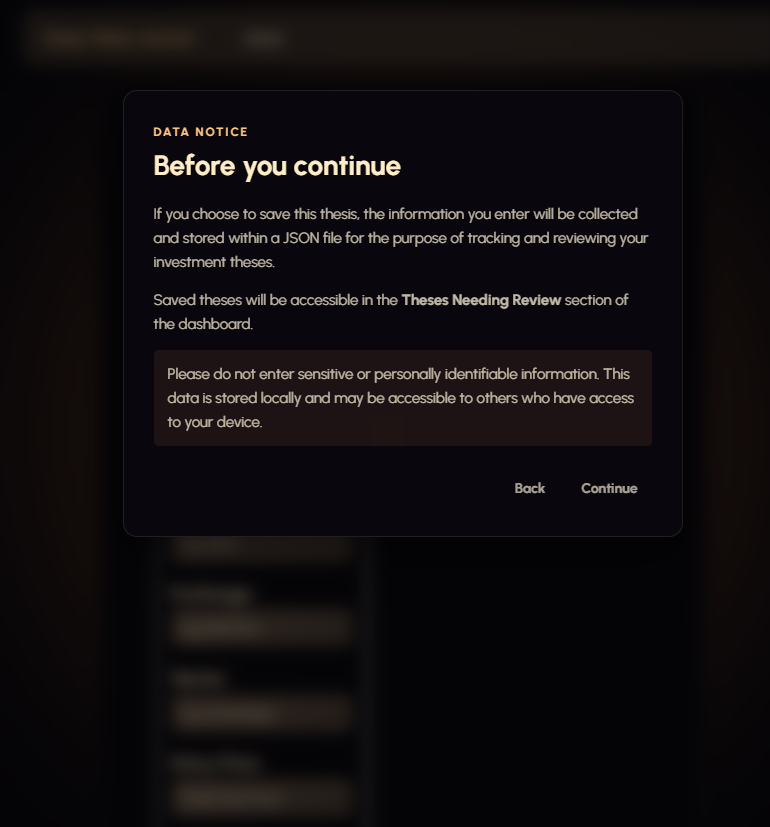 DATA NOTICE
Before you continue
If you choose to save this thesis, the information you enter will be collected
and stored within a JSON file for the purpose of tracking and reviewing your
investment theses.
Saved theses will be accessible in the Theses Needing Review section of
the dashboard.
Please do not enter sensitive or personally identifiable information. This
data is stored locally and may be accessible to others who have access
to your device.
Back Continue